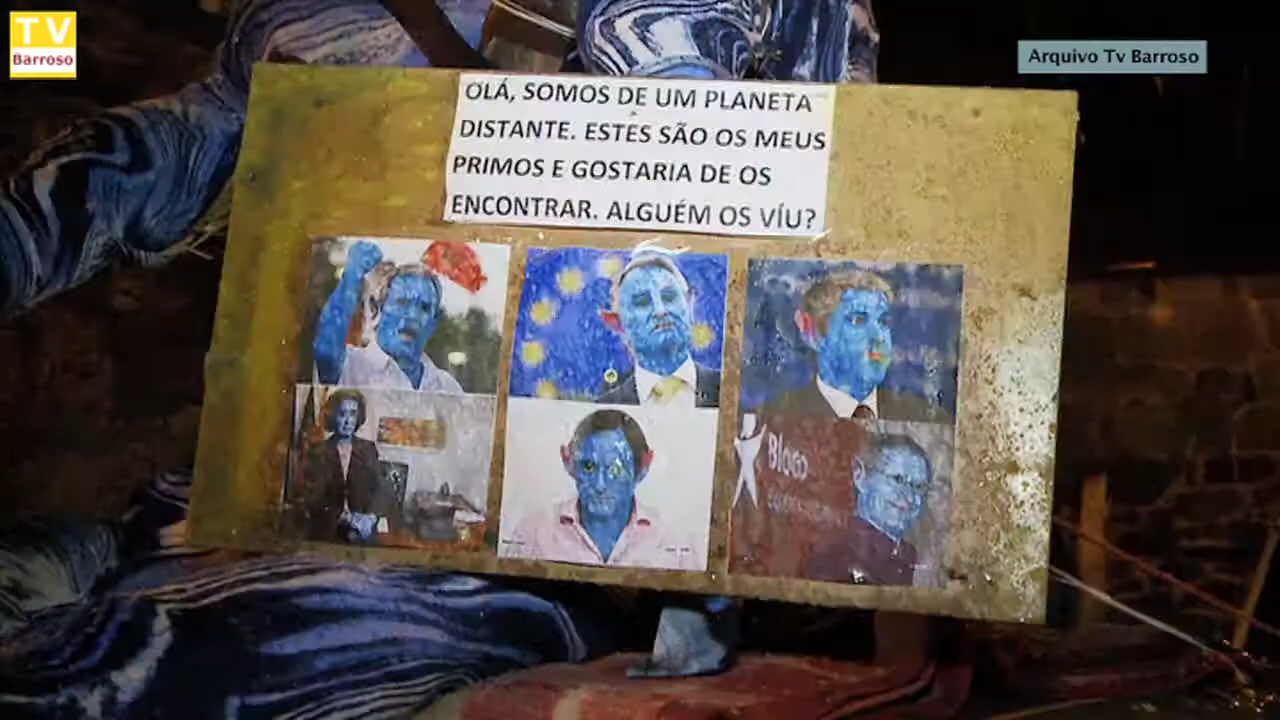 TV
Barroso
Arquivo Tv Barroso
OLÁ, SOMOS DE UM PLANETA
DISTANTE. ESTES SÃO OS MEUS
PRIMOS E GOSTARIA DE OS
ENCONTRAR. ALGUÉM OS VÍU?
Bloco